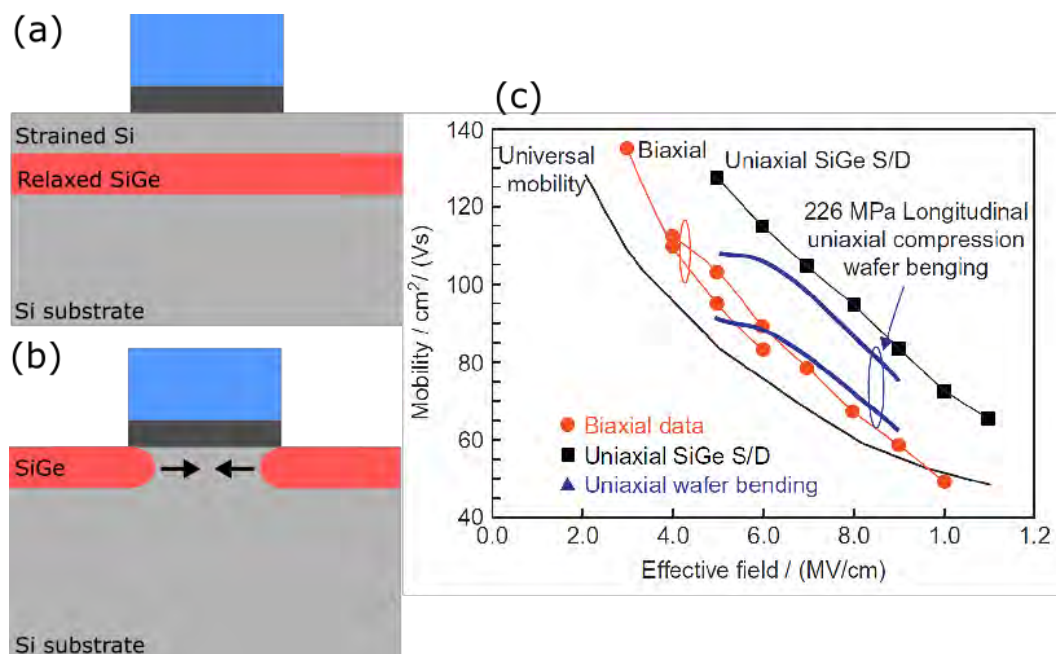 (a)
Strained Si
Relaxed SiGe
Si substrate
(b)
SiGe
Si substrate
(c)
140
120
100
80
60
40
Mobility / cm²/ (Vs)
Universal
mobility
Biaxial
Uniaxial SiGe S/D
226 MPa Longitudinal
uniaxial compression
wafer benging
Biaxial data
Uniaxial SiGe S/D
Uniaxial wafer bending
0.0 2.0 4.0 6.0 8.0 1.0 1.2
Effective field / (MV/cm)